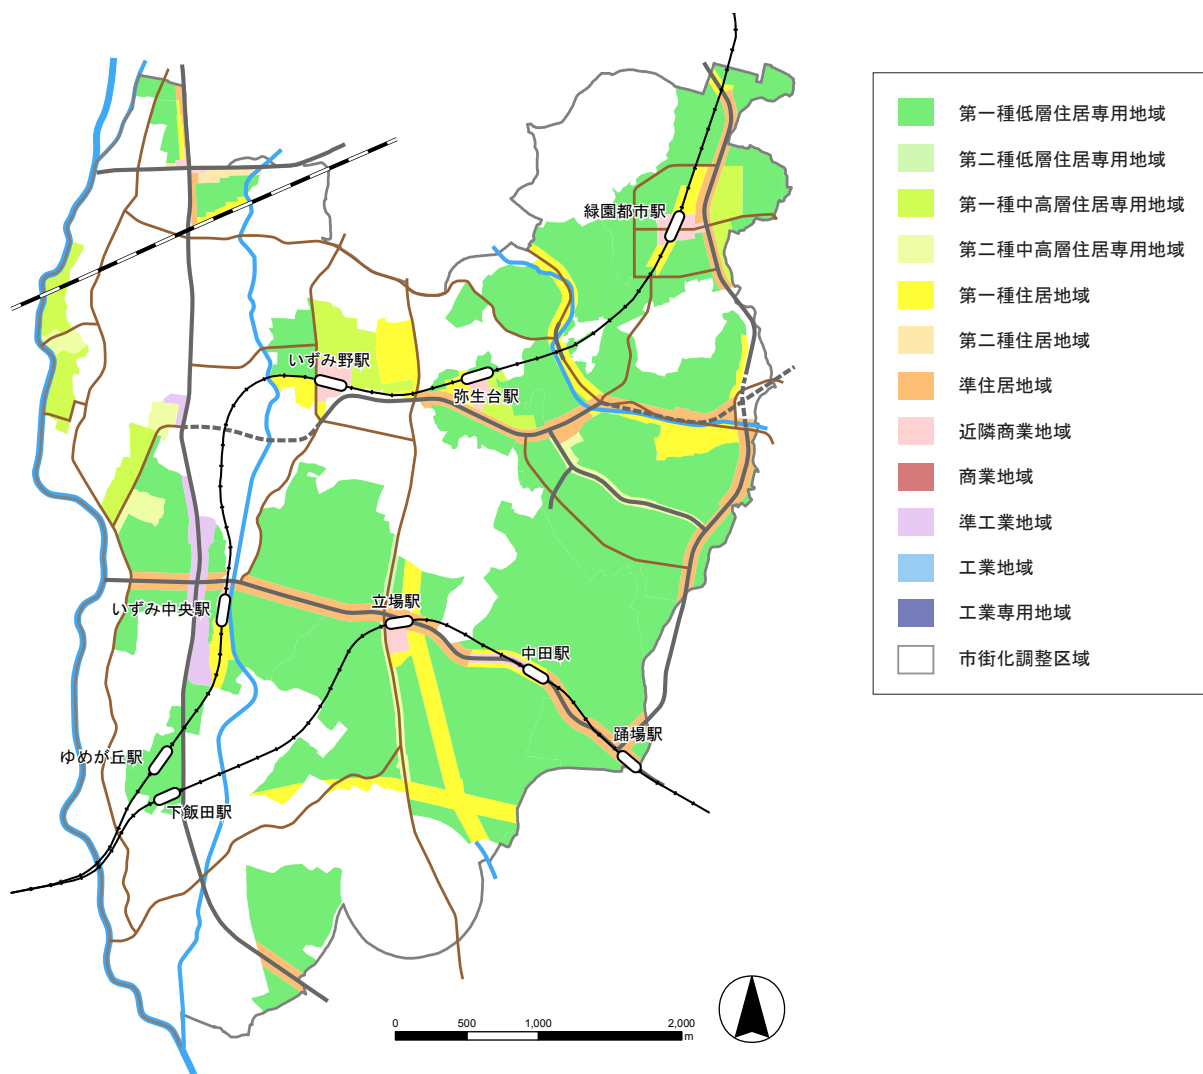 緑園都市駅
いずみ野駅
弥生台駅
いずみ中央駅
立場駅
中田駅
踊場駅
ゆめが丘駅
下飯田駅
第一種低層住居専用地域
第二種低層住居専用地域
第一種中高層住居専用地域
第二種中高層住居専用地域
第一種住居地域
第二種住居地域
準住居地域
近隣商業地域
商業地域
準工業地域
工業地域
工業専用地域
市街化調整区域
0 500 1,000 2,000
m